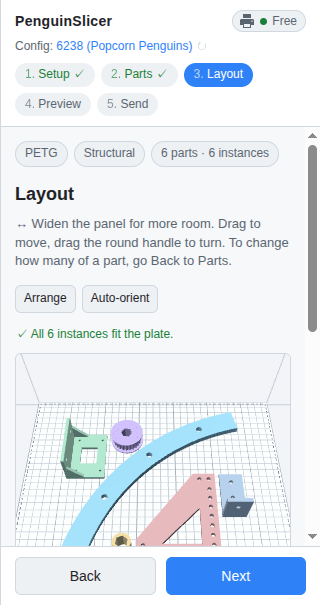 PenguinSlicer
Free
Config: 6238 (Popcorn Penguins)
1. Setup ✓
2. Parts ✓
3. Layout
4. Preview
5. Send
PETG
Structural
6 parts · 6 instances
Layout
↔ Widen the panel for more room. Drag to
move, drag the round handle to turn. To change
how many of a part, go Back to Parts.
Arrange
Auto-orient
✓ All 6 instances fit the plate.
Back
Next